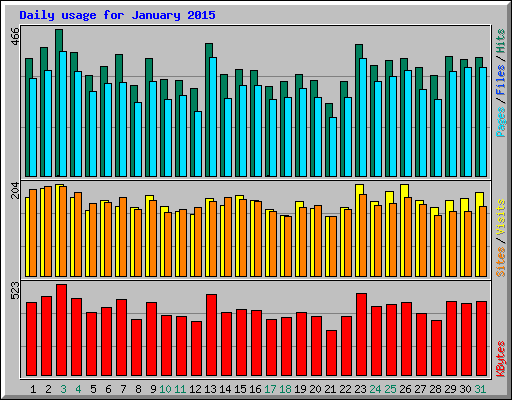 Daily usage for January 2015
466
Pages/Files/Hits
204
Sites/Visits
523
KBytes
1 2 3 4 5 6 7 8 9 10 11 12 13 14 15 16 17 18 19 20 21 22 23 24 25 26 27 28 29 30 31